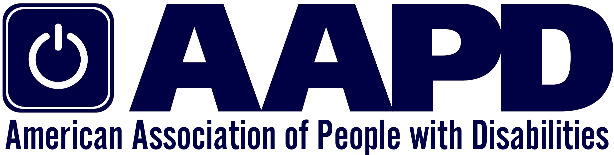 AAPD
American Association of People with Disabilities